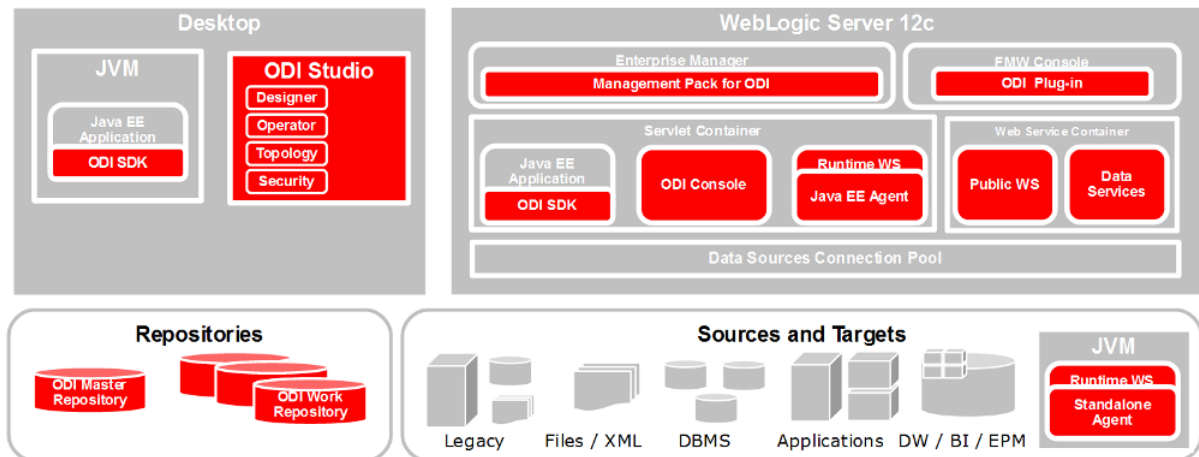 Desktop
JVM
Java EE
Application
ODI SDK
ODI Studio
Designer
Operator
Topology
Security
WebLogic Server 12c
Enterprise Manager
Management Pack for ODI
FMW Console
ODI Plug-in
Servlet Container
Java EE
Application
ODI SDK
ODI Console
Runtime WS
Java EE Agent
Web Service Container
Public WS
Data
Services
Data Sources Connection Pool
Repositories
ODI Master
Repository
ODI Work
Repository
Sources and Targets
Legacy
Files / XML
DBMS
Applications
DW / BI / EPM
JVM
Runtime WS
Standalone
Agent